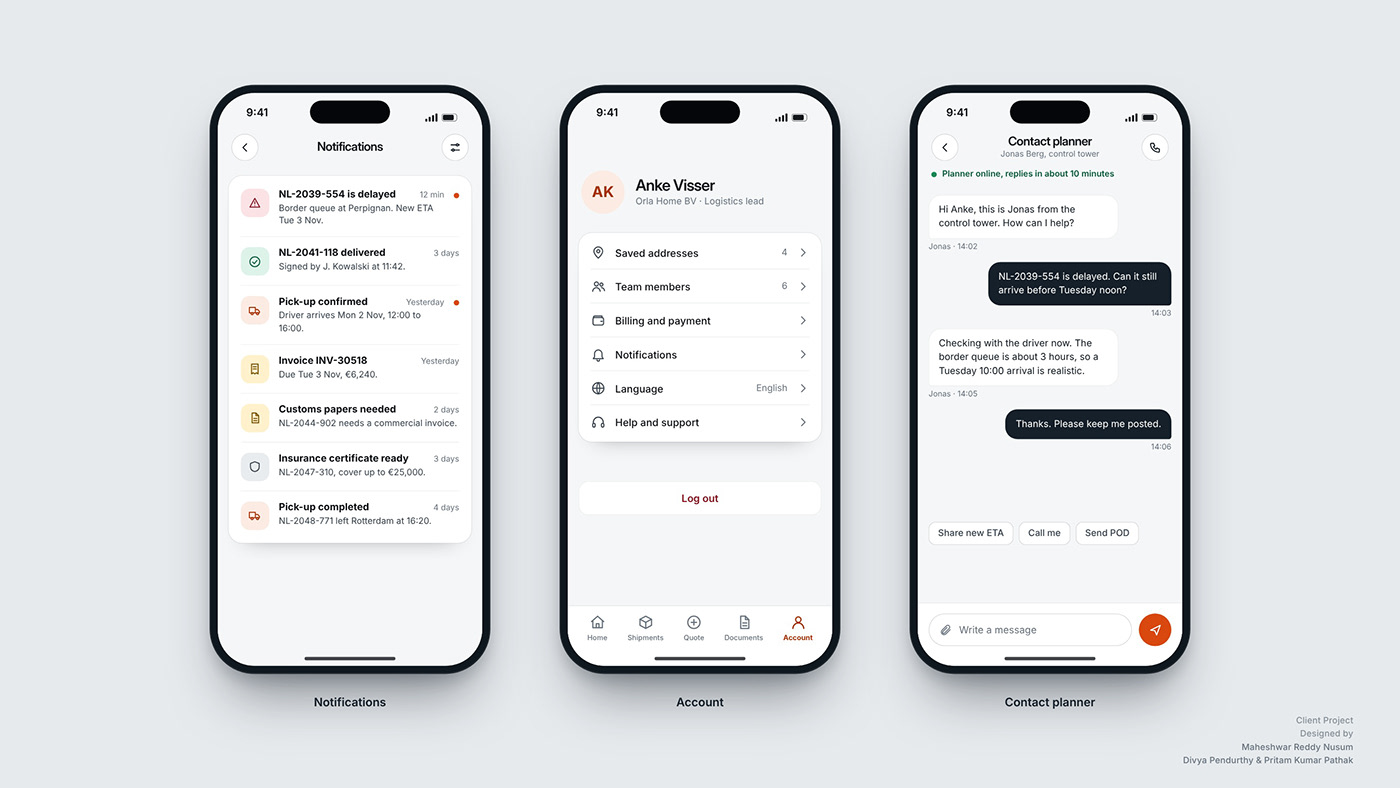 9:41
Notifications
NL-2039-554 is delayed
12 min
Border queue at Perpignan. New ETA
Tue 3 Nov.
NL-2041-118 delivered
3 days
Signed by J. Kowalski at 11:42.
Pick-up confirmed
Yesterday
Driver arrives Mon 2 Nov, 12:00 to
16:00.
Invoice INV-30518
Yesterday
Due Tue 3 Nov, €6,240.
Customs papers needed
2 days
NL-2044-902 needs a commercial invoice.
Insurance certificate ready
3 days
NL-2047-310, cover up to €25,000.
Pick-up completed
4 days
NL-2048-771 left Rotterdam at 16:20.
Notifications
9:41
AK
Anke Visser
Orla Home BV · Logistics lead
Saved addresses
4
Team members
6
Billing and payment
Notifications
Language
English
Help and support
Log out
Home
Shipments
Quote
Documents
Account
Account
9:41
Contact planner
Jonas Berg, control tower
Planner online, replies in about 10 minutes
Hi Anke, this is Jonas from the
control tower. How can I help?
Jonas · 14:02
NL-2039-554 is delayed. Can it still
arrive before Tuesday noon?
14:03
Checking with the driver now. The
border queue is about 3 hours, so a
Tuesday 10:00 arrival is realistic.
Jonas · 14:05
Thanks. Please keep me posted.
14:06
Share new ETA
Call me
Send POD
Write a message
Contact planner
Client Project
Designed by
Maheshwar Reddy Nusum
Divya Pendurthy & Pritam Kumar Pathak